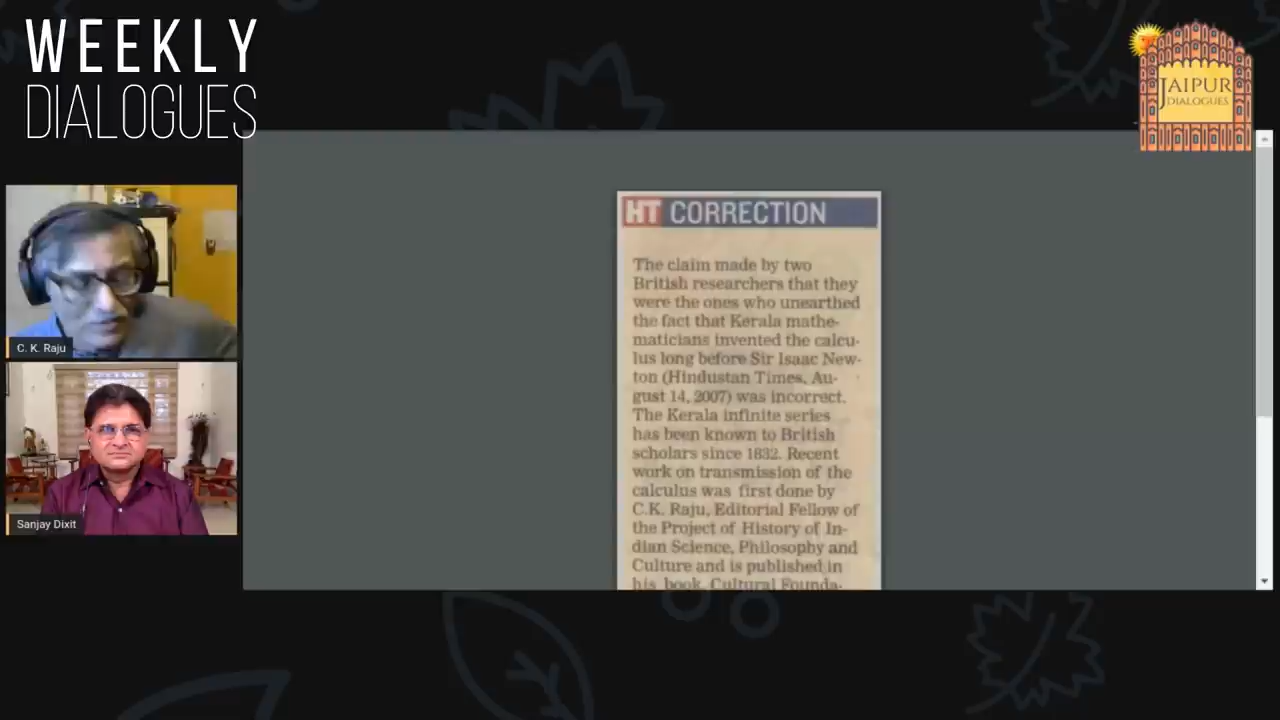 WEEKLY
DIALOGUES
JAIPUR
DIALOGUES
C. K. Raju
Sanjay Dixit
HT CORRECTION
The claim made by two
British researchers that they
were the ones who unearthed
the fact that Kerala mathe-
maticians invented the calcu-
lus long before Sir Isaac New-
ton (Hindustan Times, Au-
gust 14, 2007) was incorrect.
The Kerala infinite series
has been known to British
scholars since 1832. Recent
work on transmission of the
calculus was first done by
C.K. Raju, Editorial Fellow of
the Project of History of In-
dian Science, Philosophy and
Culture and is published in
his book, Cultural Founda-